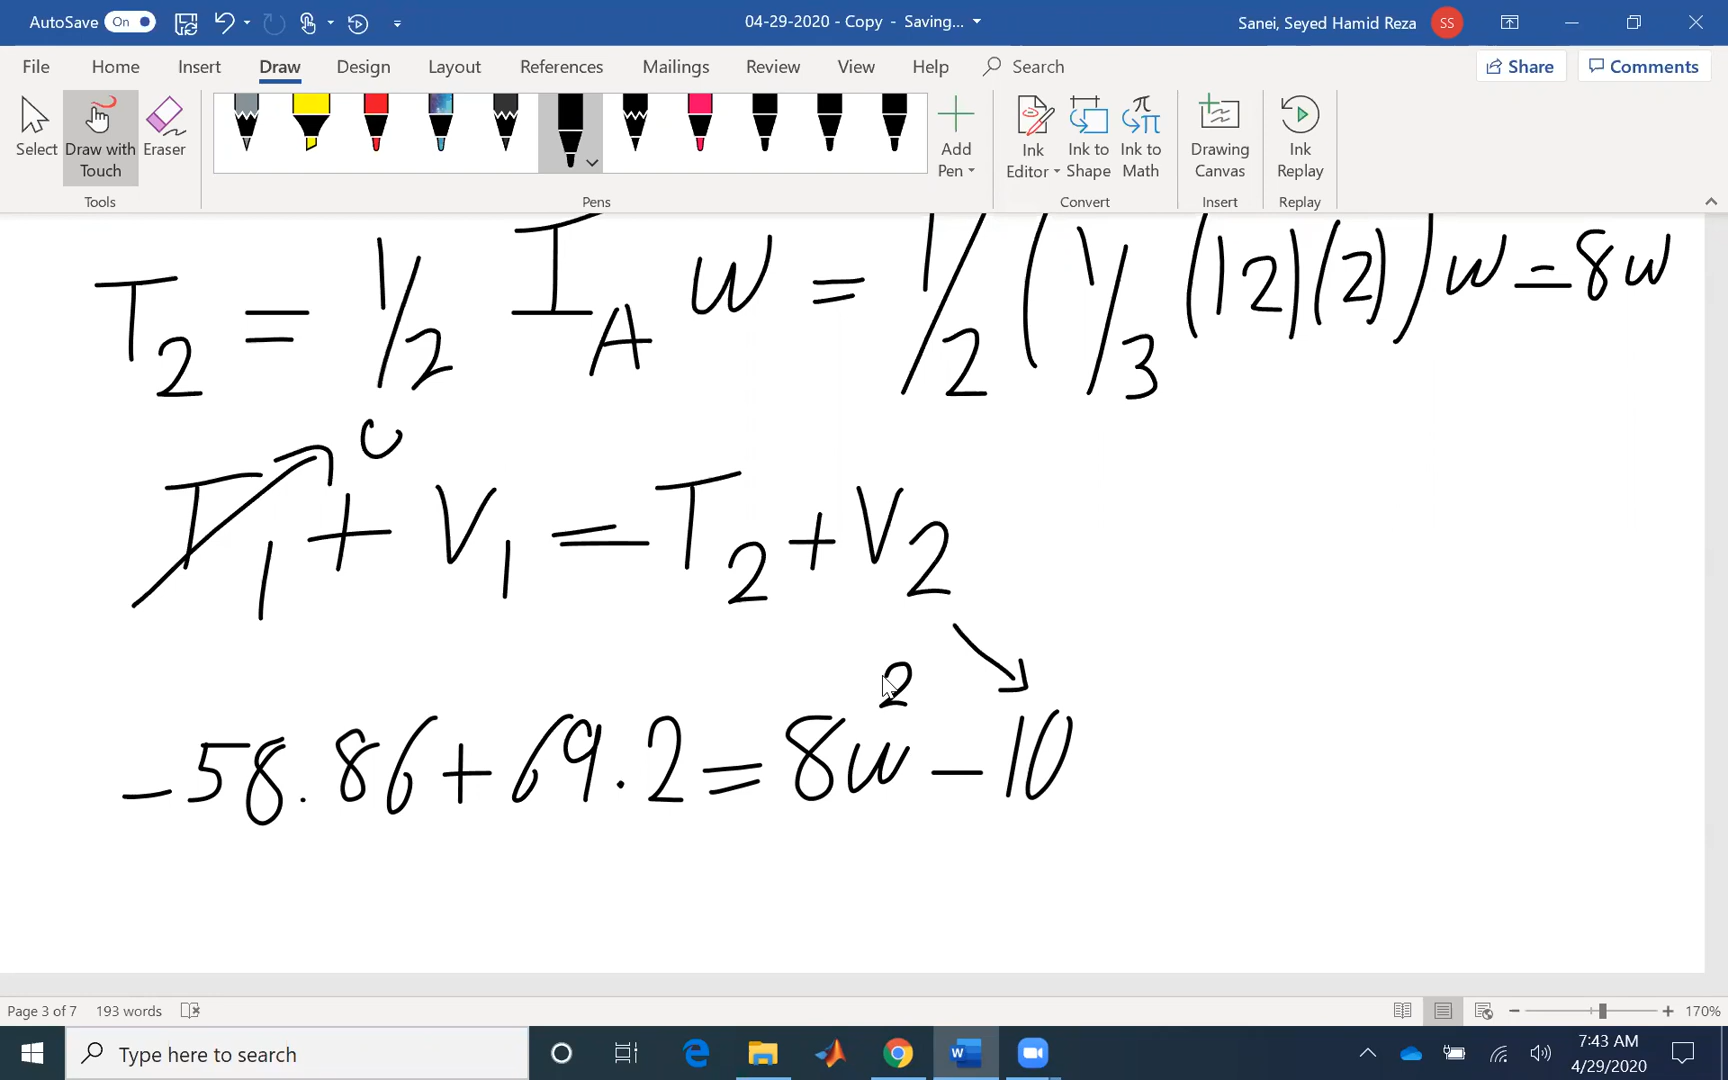 AutoSave On 04-29-2020 - Copy - Saving... Sanei, Seyed Hamid Reza SS
File Home Insert Draw Design Layout References Mailings Review View Help Search Share Comments
Select Draw with Touch Eraser Add Pen Ink Editor Ink to Shape Ink to Math Drawing Canvas Ink Replay
Tools Pens Convert Insert Replay
T2 = 1/2 I_A w = 1/2 (1/3 (12)(2)) w = 8w
0
T1 + V1 = T2 + V2
-58.86 + 69.2 = 8w² - 10
Page 3 of 7 193 words 170%
Type here to search 7:43 AM
4/29/2020